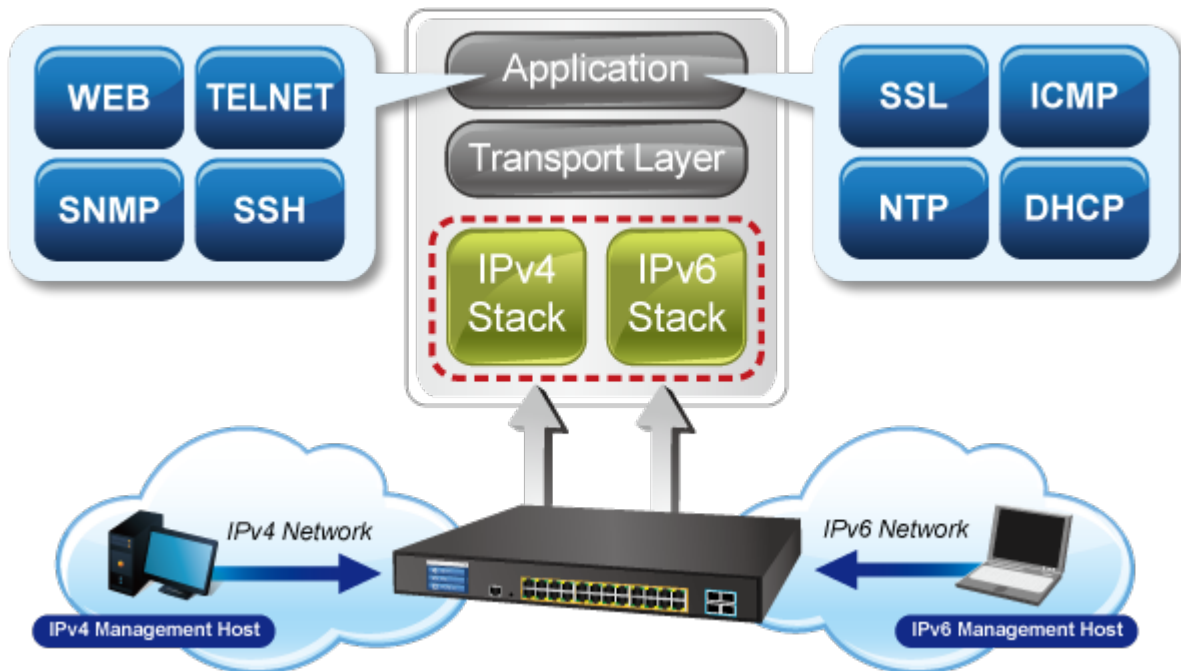 WEB
TELNET
SNMP
SSH
Application
Transport Layer
IPv4
Stack
IPv6
Stack
SSL
ICMP
NTP
DHCP
IPv4 Network
IPv4 Management Host
IPv6 Network
IPv6 Management Host